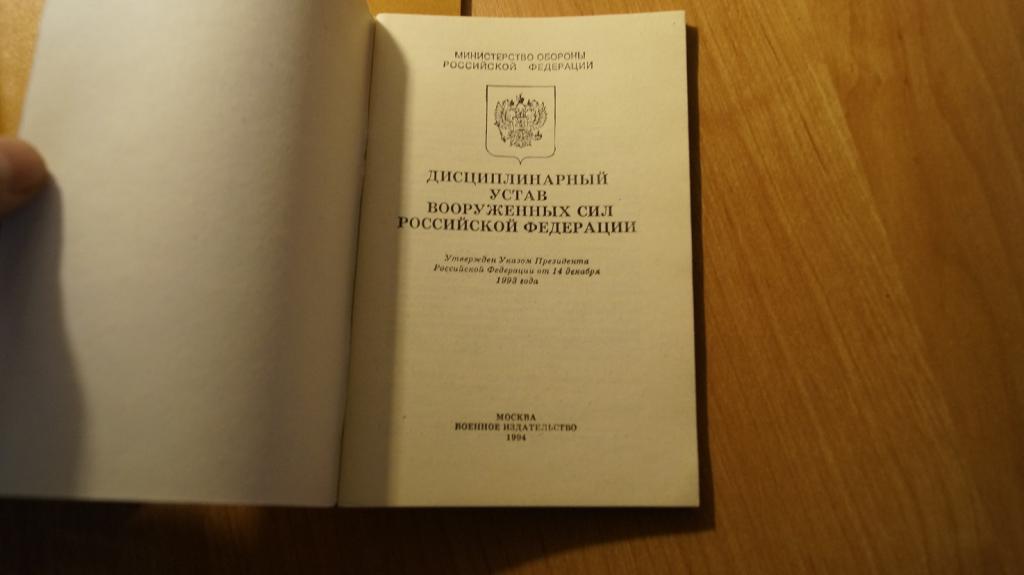 МИНИСТЕРСТВО ОБОРОНЫ
РОССИЙСКОЙ ФЕДЕРАЦИИ
ДИСЦИПЛИНАРНЫЙ
УСТАВ
ВООРУЖЕННЫХ СИЛ
РОССИЙСКОЙ ФЕДЕРАЦИИ
Утвержден Указом Президента
Российской Федерации от 14 декабря
1993 года
МОСКВА
ВОЕННОЕ ИЗДАТЕЛЬСТВО
1994